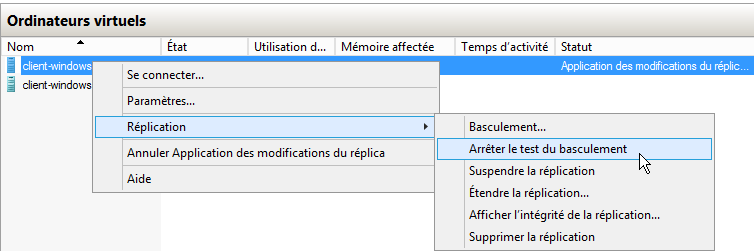 Ordinateurs virtuels
Nom État Utilisation d... Mémoire affectée Temps d'activité Statut
client-windows Application des modifications du réplic...
client-windows
Se connecter...
Paramètres...
Réplication
Annuler Application des modifications du réplica
Aide
Basculement...
Arrêter le test du basculement
Suspendre la réplication
Étendre la réplication...
Afficher l'intégrité de la réplication...
Supprimer la réplication